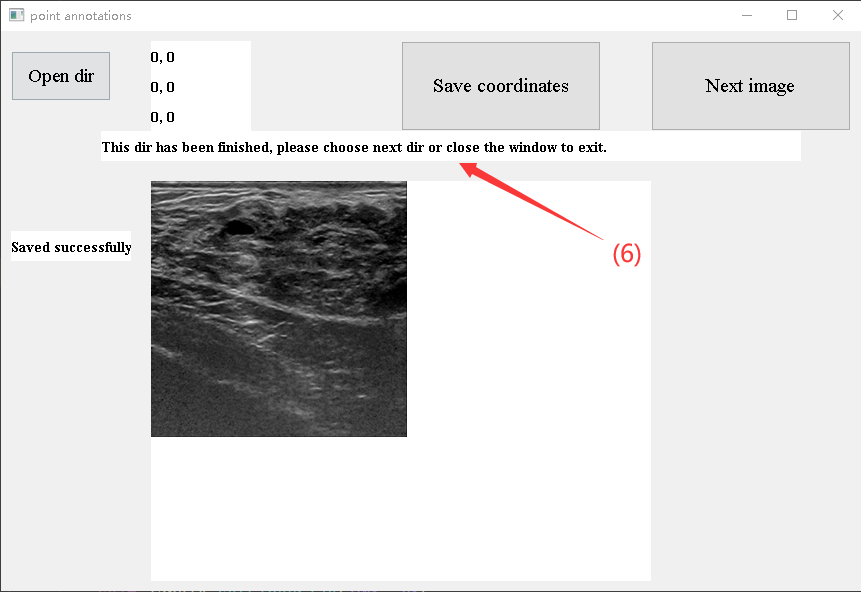 point annotations
Open dir
0, 0
0, 0
0, 0
Save coordinates
Next image
This dir has been finished, please choose next dir or close the window to exit.
(6)
Saved successfully